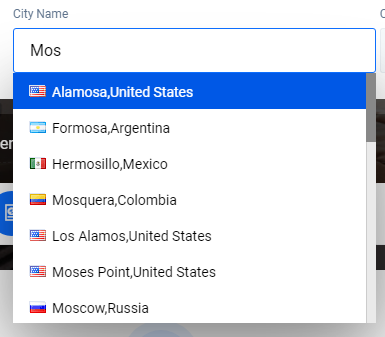 City Name
Mos
Alamosa,United States
Formosa,Argentina
Hermosillo,Mexico
Mosquera,Colombia
Los Alamos,United States
Moses Point,United States
Moscow,Russia